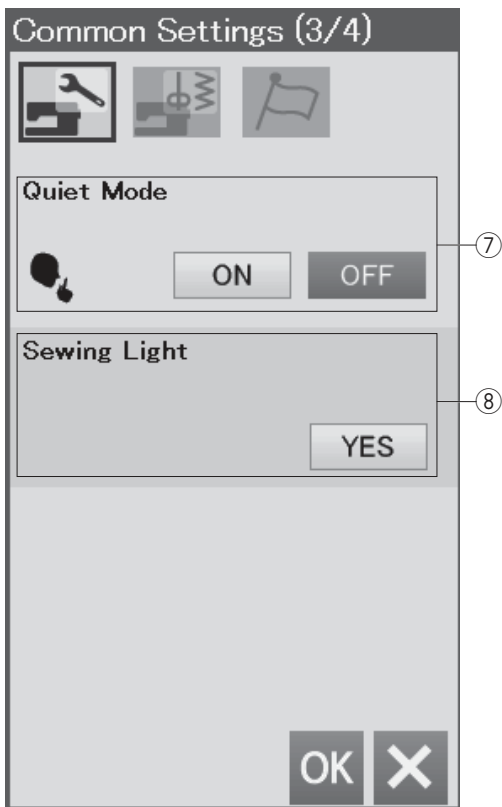 Common Settings (3/4)
Quiet Mode
ON OFF
⑦
Sewing Light
⑧
YES
OK